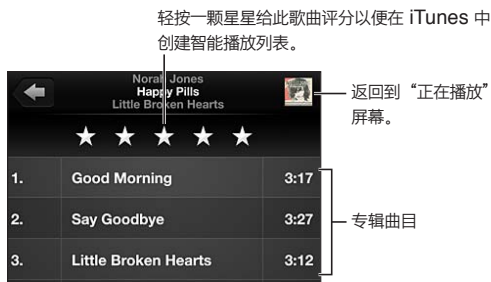 轻按一颗星星给此歌曲评分以便在 iTunes 中
创建智能播放列表。
Norah Jones
Happy Pills
Little Broken Hearts
返回到“正在播放”
屏幕。
1. Good Morning 3:17
2. Say Goodbye 3:27
专辑曲目
3. Little Broken Hearts 3:12